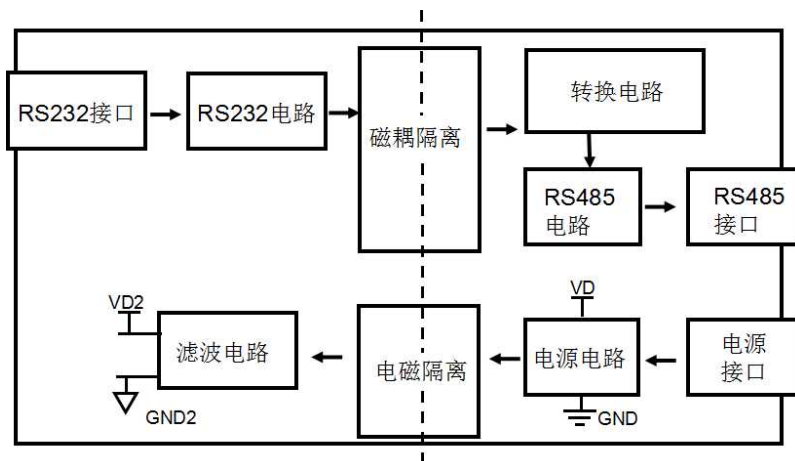 RS232接口
RS232电路
磁耦隔离
转换电路
RS485
电路
RS485
接口
VD2
滤波电路
GND2
电磁隔离
VD
电源电路
GND
电源
接口